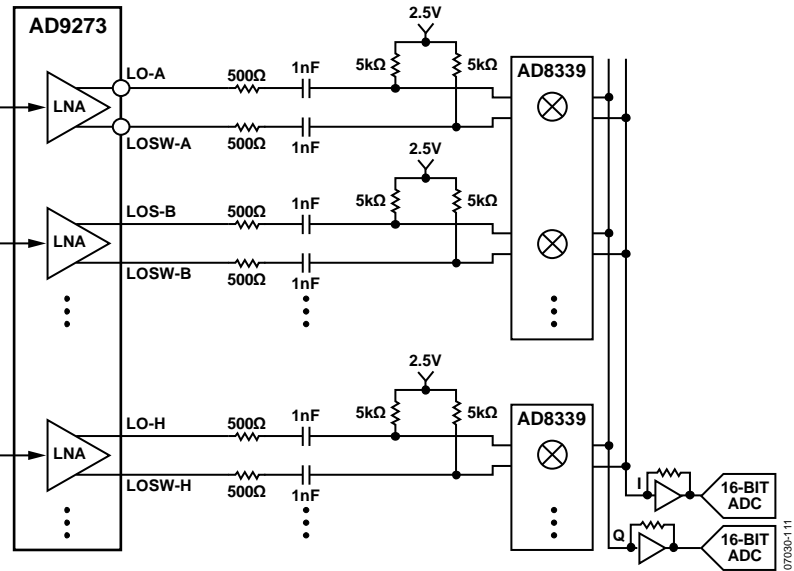 AD9273
2.5V
LO-A
500Ω
1nF
5kΩ
5kΩ
AD8339
LNA
LOSW-A
500Ω
1nF
2.5V
LOS-B
500Ω
1nF
5kΩ
5kΩ
LNA
LOSW-B
500Ω
1nF
2.5V
LO-H
500Ω
1nF
5kΩ
5kΩ
AD8339
LNA
LOSW-H
500Ω
1nF
I
16-BIT
ADC
Q
16-BIT
ADC
07030-111